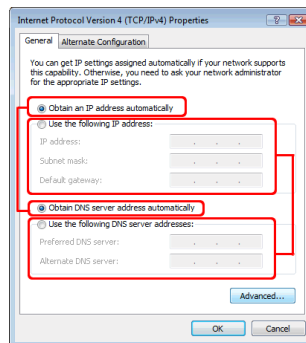 Internet Protocol Version 4 (TCP/IPv4) Properties
General
Alternate Configuration
You can get IP settings assigned automatically if your network supports
this capability. Otherwise, you need to ask your network administrator
for the appropriate IP settings.
Obtain an IP address automatically
Use the following IP address:
IP address:
Subnet mask:
Default gateway:
Obtain DNS server address automatically
Use the following DNS server addresses:
Preferred DNS server:
Alternate DNS server:
Advanced...
OK
Cancel